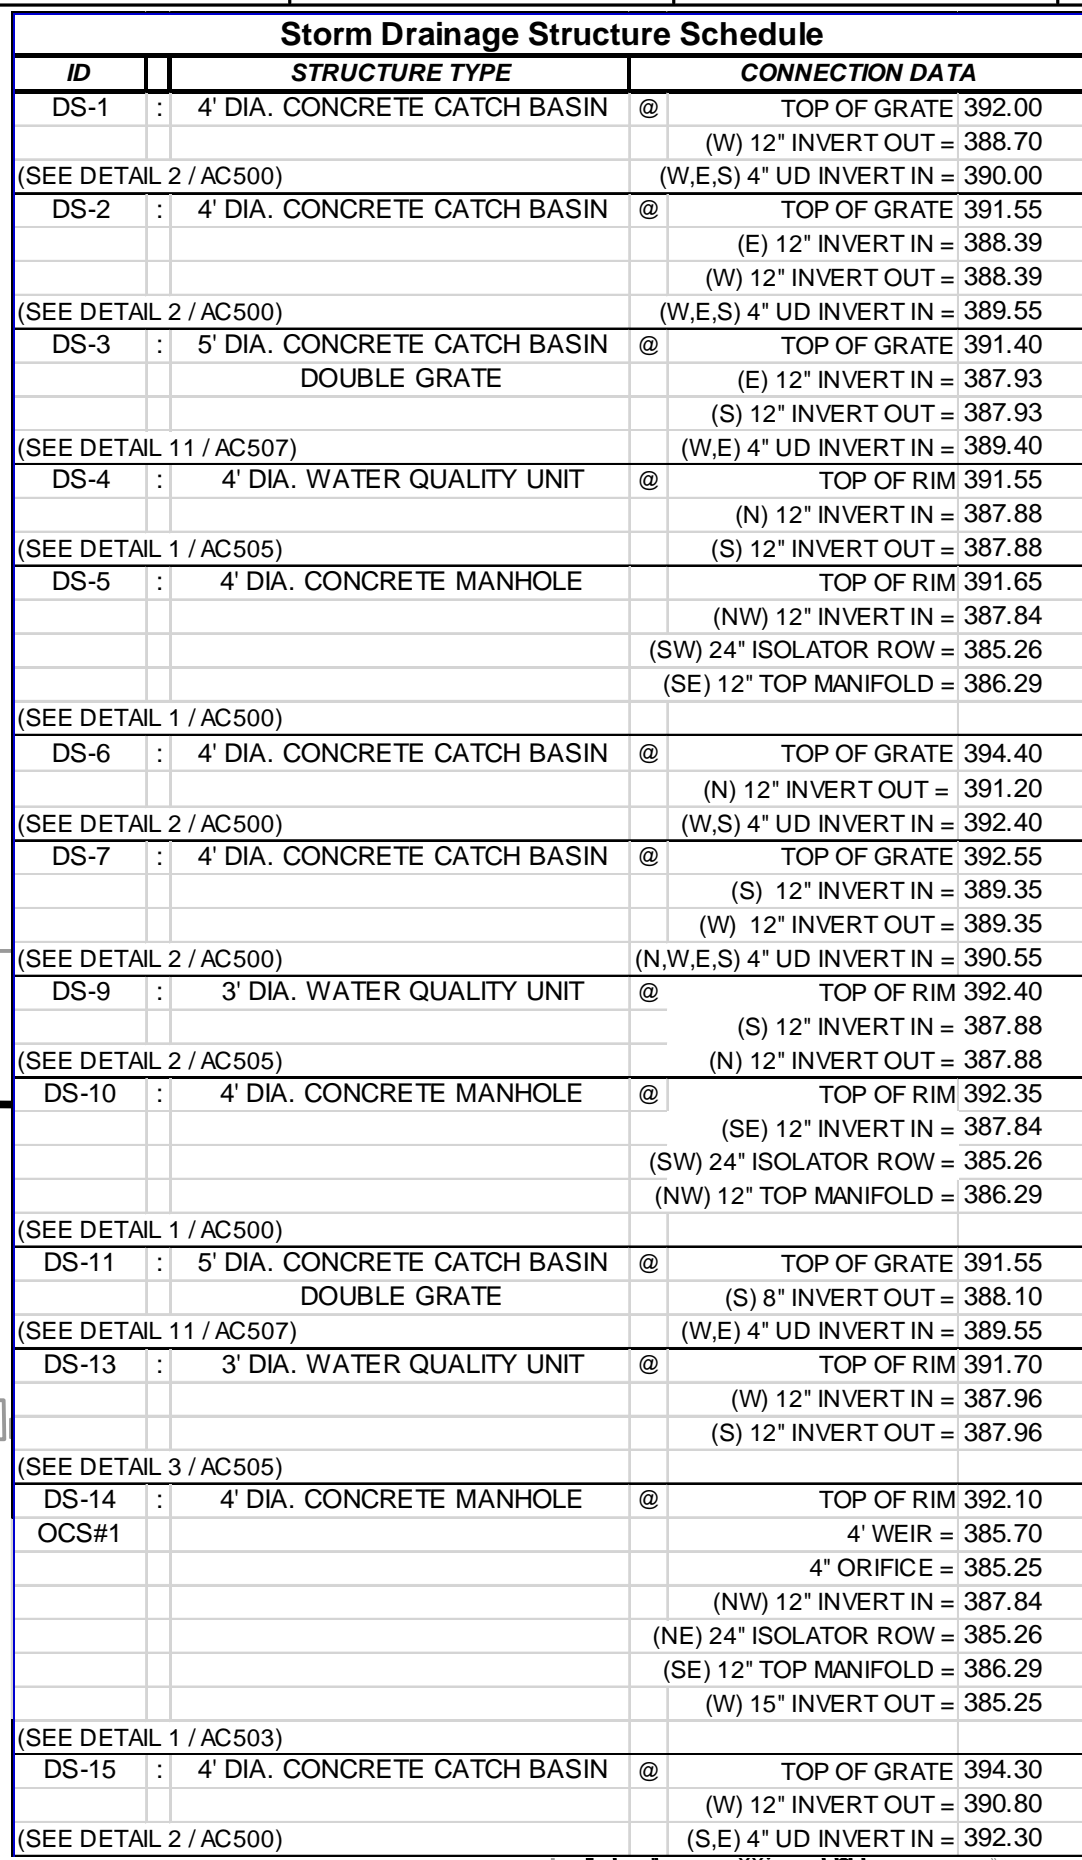 Storm Drainage Structure Schedule
ID STRUCTURE TYPE CONNECTION DATA
DS-1 : 4' DIA. CONCRETE CATCH BASIN @ TOP OF GRATE 392.00
(W) 12" INVERT OUT = 388.70
(SEE DETAIL 2 / AC500) (W,E,S) 4" UD INVERT IN = 390.00
DS-2 : 4' DIA. CONCRETE CATCH BASIN @ TOP OF GRATE 391.55
(E) 12" INVERT IN = 388.39
(W) 12" INVERT OUT = 388.39
(SEE DETAIL 2 / AC500) (W,E,S) 4" UD INVERT IN = 389.55
DS-3 : 5' DIA. CONCRETE CATCH BASIN @ TOP OF GRATE 391.40
DOUBLE GRATE (E) 12" INVERT IN = 387.93
(S) 12" INVERT OUT = 387.93
(SEE DETAIL 11 / AC507) (W,E) 4" UD INVERT IN = 389.40
DS-4 : 4' DIA. WATER QUALITY UNIT @ TOP OF RIM 391.55
(N) 12" INVERT IN = 387.88
(SEE DETAIL 1 / AC505) (S) 12" INVERT OUT = 387.88
DS-5 : 4' DIA. CONCRETE MANHOLE TOP OF RIM 391.65
(NW) 12" INVERT IN = 387.84
(SW) 24" ISOLATOR ROW = 385.26
(SE) 12" TOP MANIFOLD = 386.29
(SEE DETAIL 1 / AC500)
DS-6 : 4' DIA. CONCRETE CATCH BASIN @ TOP OF GRATE 394.40
(N) 12" INVERT OUT = 391.20
(SEE DETAIL 2 / AC500) (W,S) 4" UD INVERT IN = 392.40
DS-7 : 4' DIA. CONCRETE CATCH BASIN @ TOP OF GRATE 392.55
(S) 12" INVERT IN = 389.35
(W) 12" INVERT OUT = 389.35
(SEE DETAIL 2 / AC500) (N,W,E,S) 4" UD INVERT IN = 390.55
DS-9 : 3' DIA. WATER QUALITY UNIT @ TOP OF RIM 392.40
(S) 12" INVERT IN = 387.88
(SEE DETAIL 2 / AC505) (N) 12" INVERT OUT = 387.88
DS-10 : 4' DIA. CONCRETE MANHOLE @ TOP OF RIM 392.35
(SE) 12" INVERT IN = 387.84
(SW) 24" ISOLATOR ROW = 385.26
(NW) 12" TOP MANIFOLD = 386.29
(SEE DETAIL 1 / AC500)
DS-11 : 5' DIA. CONCRETE CATCH BASIN @ TOP OF GRATE 391.55
DOUBLE GRATE (S) 8" INVERT OUT = 388.10
(SEE DETAIL 11 / AC507) (W,E) 4" UD INVERT IN = 389.55
DS-13 : 3' DIA. WATER QUALITY UNIT @ TOP OF RIM 391.70
(W) 12" INVERT IN = 387.96
(S) 12" INVERT OUT = 387.96
(SEE DETAIL 3 / AC505)
DS-14 : 4' DIA. CONCRETE MANHOLE @ TOP OF RIM 392.10
OCS#1 4' WEIR = 385.70
4" ORIFICE = 385.25
(NW) 12" INVERT IN = 387.84
(NE) 24" ISOLATOR ROW = 385.26
(SE) 12" TOP MANIFOLD = 386.29
(W) 15" INVERT OUT = 385.25
(SEE DETAIL 1 / AC503)
DS-15 : 4' DIA. CONCRETE CATCH BASIN @ TOP OF GRATE 394.30
(W) 12" INVERT OUT = 390.80
(SEE DETAIL 2 / AC500) (S,E) 4" UD INVERT IN = 392.30